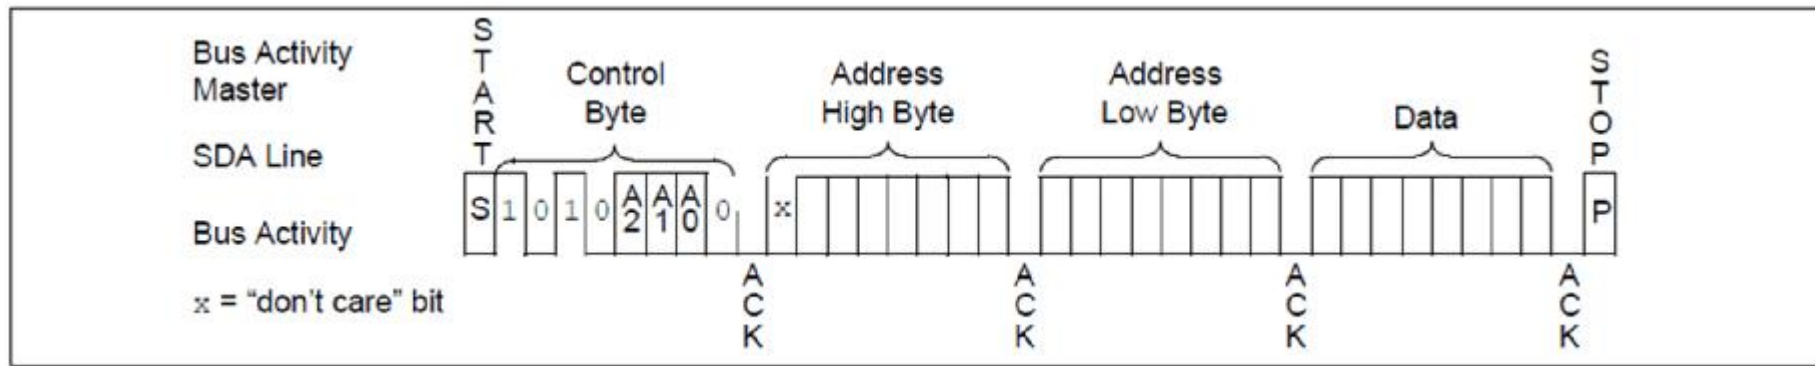 Bus Activity
Master
SDA Line
Bus Activity
x = “don’t care” bit
START
Control
Byte
Address
High Byte
Address
Low Byte
Data
STOP
S 1 0 1 0 A2 A1 A0 0 x P
ACK
ACK
ACK
ACK